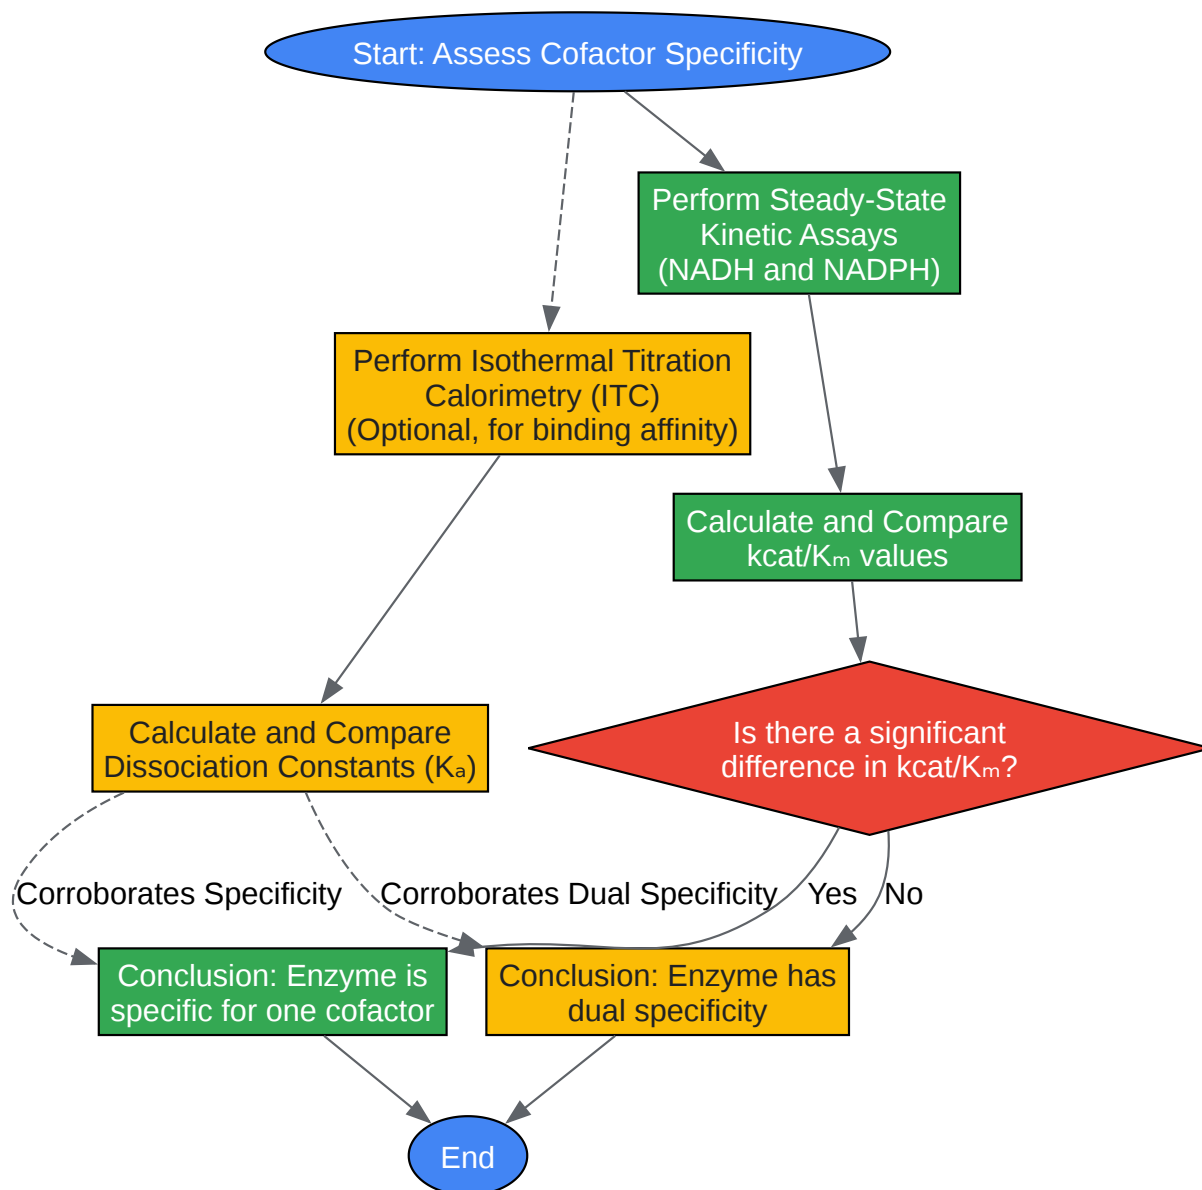 Start: Assess Cofactor Specificity
Perform Steady-State
Kinetic Assays
(NADH and NADPH)
Perform Isothermal Titration
Calorimetry (ITC)
(Optional, for binding affinity)
Calculate and Compare
kcat/Kₘ values
Calculate and Compare
Dissociation Constants (Kₐ)
Is there a significant
difference in kcat/Kₘ?
Corroborates Specificity
Corroborates Dual Specificity
Yes
No
Conclusion: Enzyme is
specific for one cofactor
Conclusion: Enzyme has
dual specificity
End